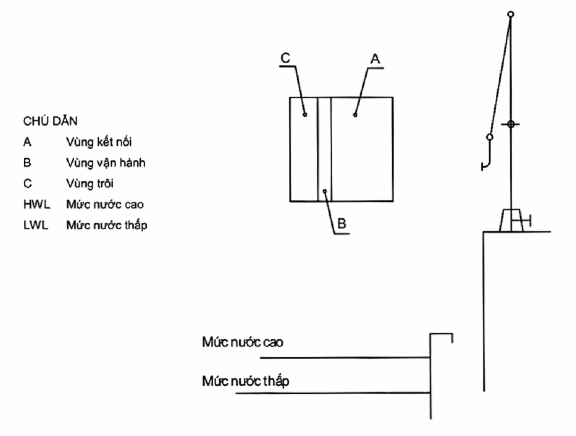 C
A
CHÚ DẪN
A Vùng kết nối
B Vùng vận hành
C Vùng trôi
HWL Mức nước cao
LWL Mức nước thấp
B
Mức nước cao
Mức nước thấp